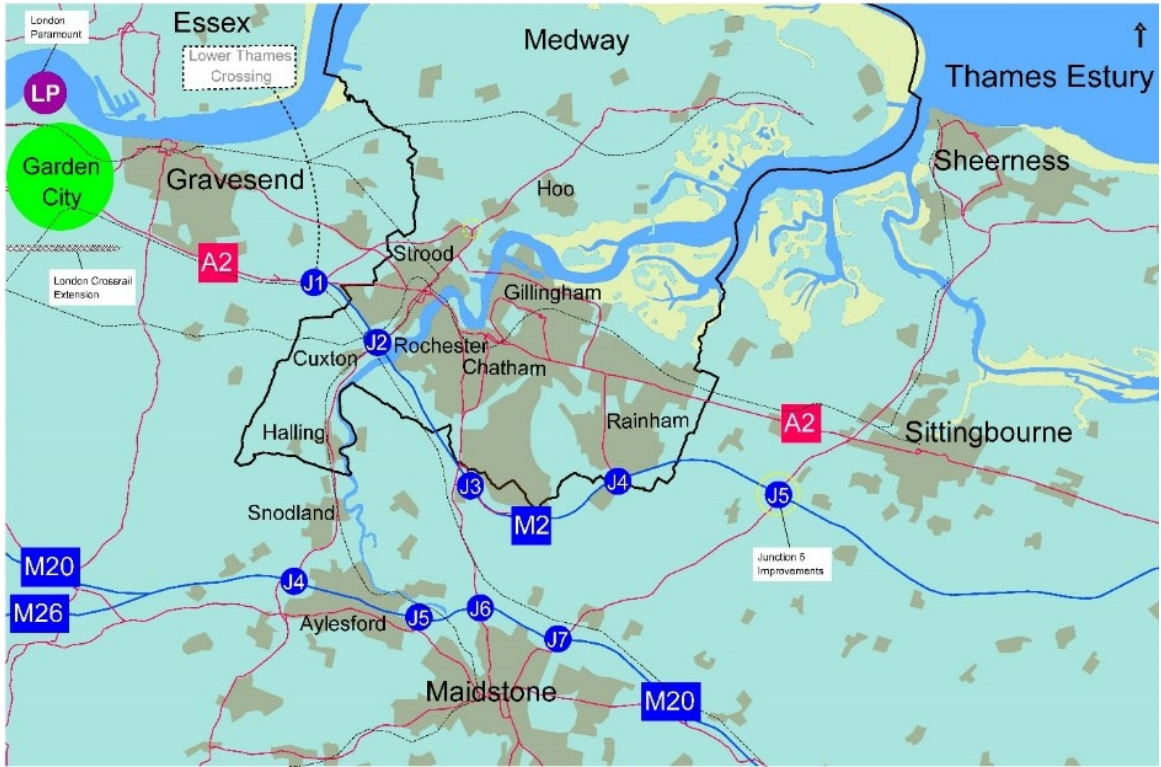 London
Paramount
Essex
Lower Thames
Crossing
Medway
Thames Estury
LP
Garden
City
Gravesend
Sheerness
Hoo
A2
Strood
London Crossrail
Extension
J1
Gillingham
J2
Rochester
Cuxton
Chatham
Halling
Rainham
A2
Sittingbourne
J3
J4
J5
Snodland
M2
Junction 5
Improvements
M20
J4
M26
J5
J6
Aylesford
J7
Maidstone
M20